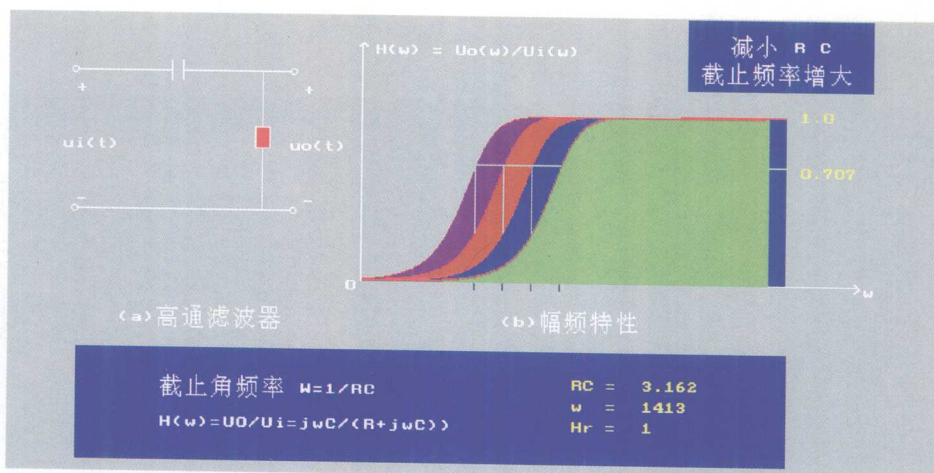 H(w) = Uo(w)/Ui(w)
减小 R C
截止频率增大
+
+
ui(t)
uo(t)
-
-
1.0
0.707
0
w
(a)高通滤波器
(b)幅频特性
截止角频率 W=1/RC
H(w)=UO/Ui=jwC/(R+jwC))
RC = 3.162
w = 1413
Hr = 1